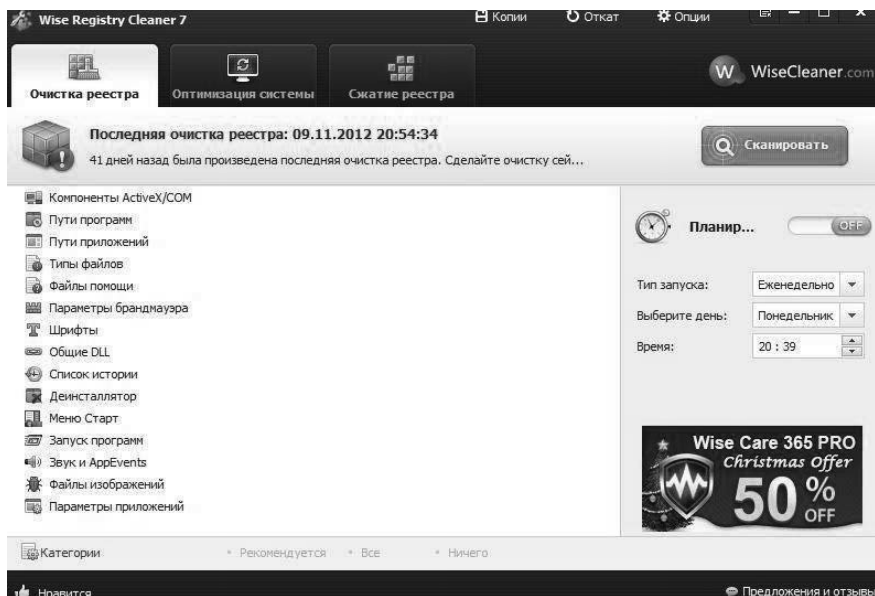 Wise Registry Cleaner 7
Копии
Откат
Опции
Очистка реестра
Оптимизация системы
Сжатие реестра
W WiseCleaner.com
Последняя очистка реестра: 09.11.2012 20:54:34
41 дней назад была произведена последняя очистка реестра. Сделайте очистку сей...
Сканировать
Компоненты ActiveX/COM
Пути программ
Пути приложений
Типы файлов
Файлы помощи
Параметры брандмауэра
Шрифты
Общие DLL
Список истории
Деинсталлятор
Меню Старт
Запуск программ
Звук и AppEvents
Файлы изображений
Параметры приложений
Планир...
OFF
Тип запуска:
Еженедельно
Выберите день:
Понедельник
Время:
20 : 39
Wise Care 365 PRO
Christmas Offer
50 % OFF
Категории
Рекомендуется
Все
Ничего
Нравится
Предложения и отзывы